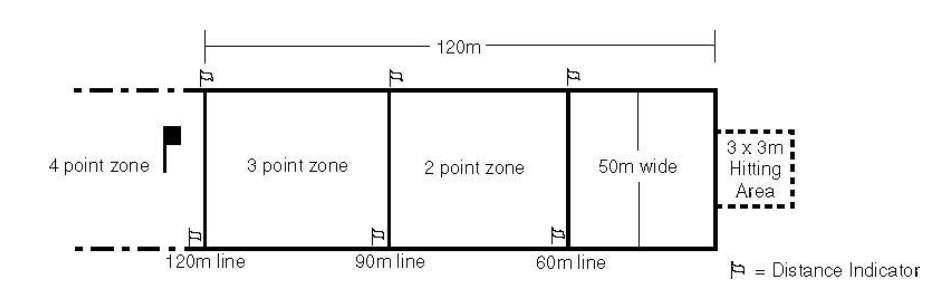 120m
4 point zone
3 point zone
2 point zone
50m wide
3 x 3m
Hitting
Area
120m line
90m line
60m line
= Distance Indicator